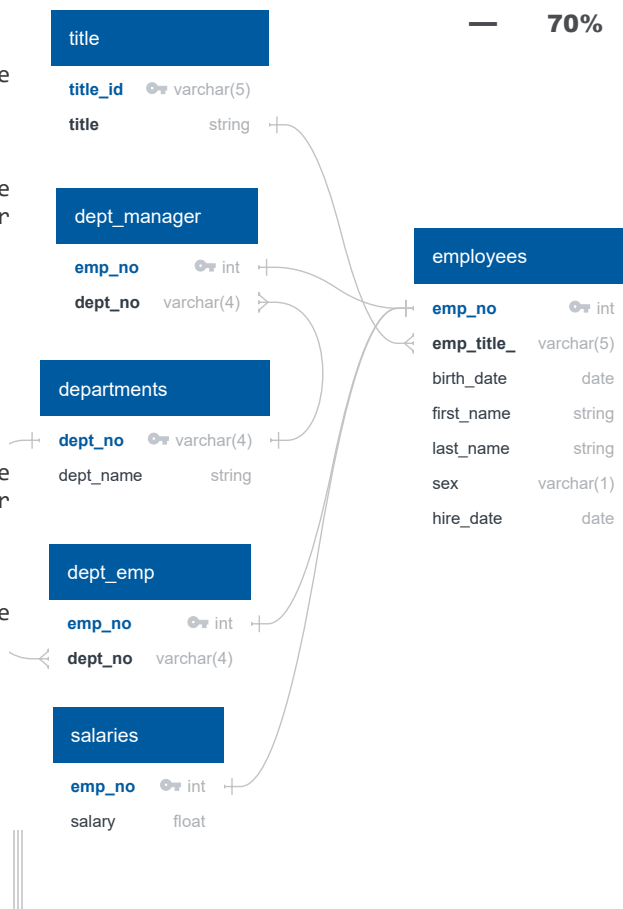 70%
title
title_id varchar(5)
title string
dept_manager
emp_no int
dept_no varchar(4)
departments
dept_no varchar(4)
dept_name string
dept_emp
emp_no int
dept_no varchar(4)
salaries
emp_no int
salary float
employees
emp_no int
emp_title_ varchar(5)
birth_date date
first_name string
last_name string
sex varchar(1)
hire_date date
e
e
r
e
r
e